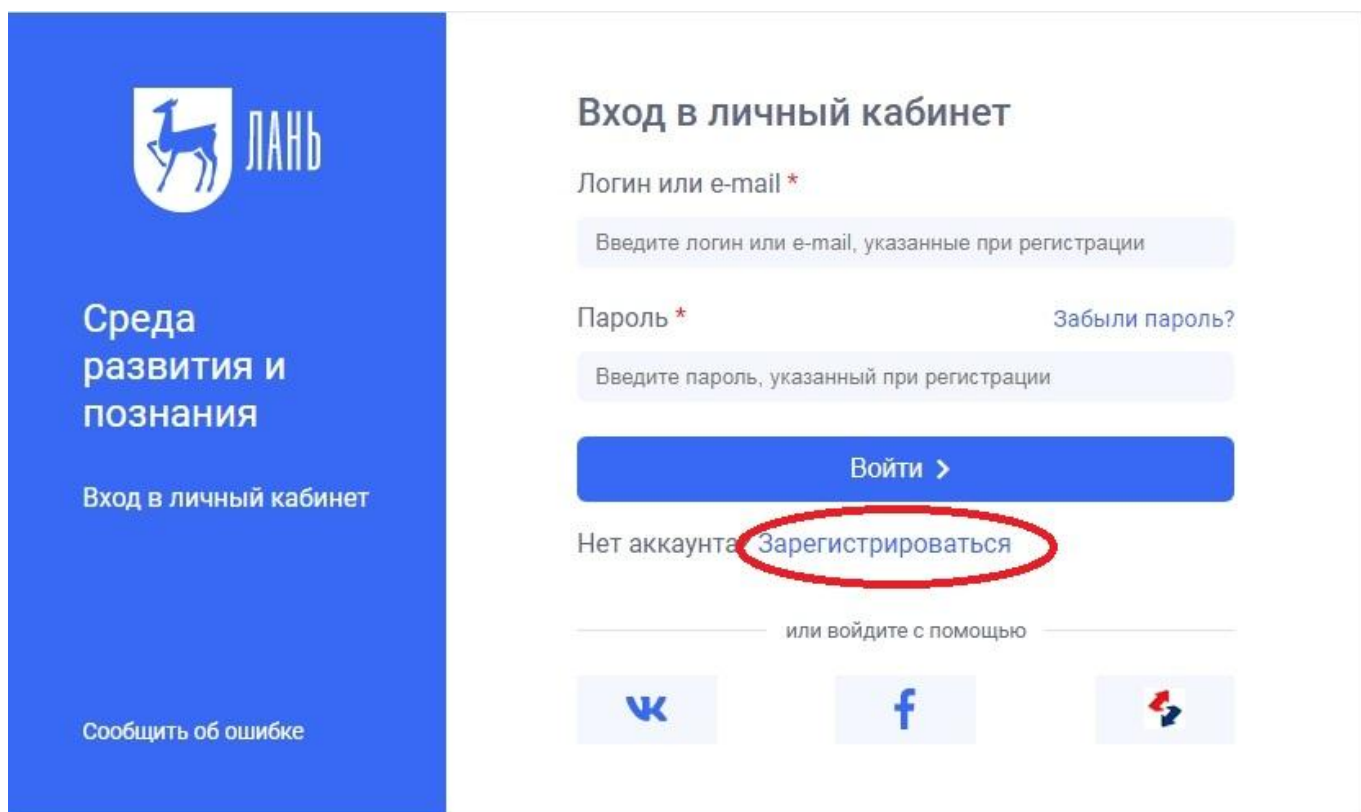 ЛАНЬ
Среда
развития и
познания
Вход в личный кабинет
Сообщить об ошибке
Вход в личный кабинет
Логин или e-mail *
Введите логин или e-mail, указанные при регистрации
Пароль * Забыли пароль?
Введите пароль, указанный при регистрации
Войти >
Нет аккаунта Зарегистрироваться
или войдите с помощью